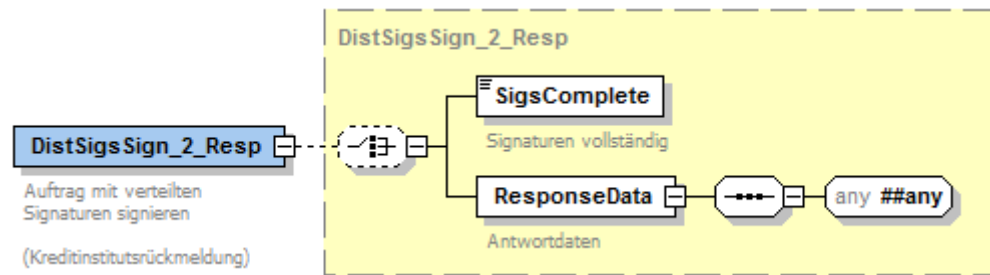 DistSigsSign_2_Resp
SigsComplete
Signaturen vollständig
DistSigsSign_2_Resp
Auftrag mit verteilten
Signaturen signieren
(Kreditinstitutsrückmeldung)
ResponseData
any ##any
Antwortdaten